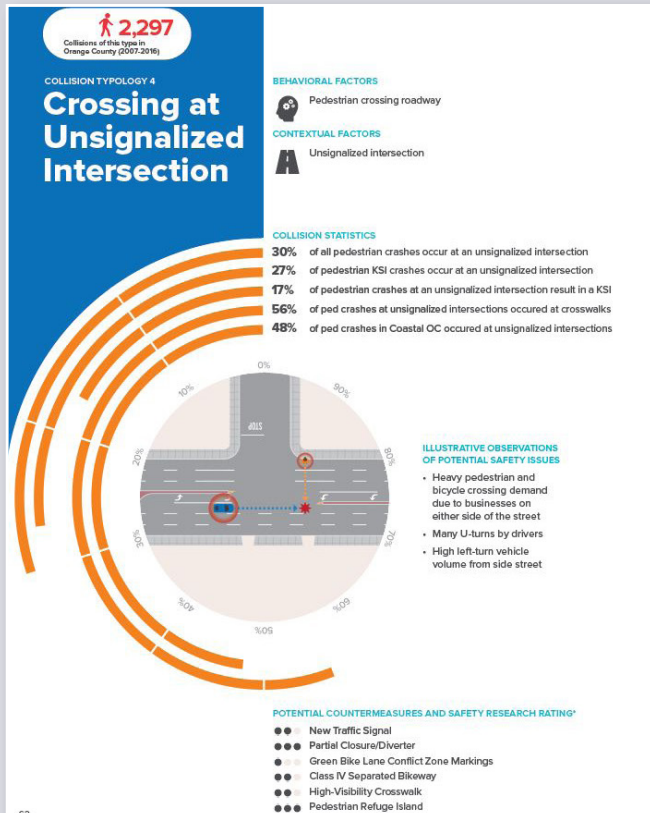 2,297
Collisions of this type in
Orange County (2007-2016)
COLLISION TYPOLOGY 4
Crossing at
Unsignalized
Intersection
BEHAVIORAL FACTORS
Pedestrian crossing roadway
CONTEXTUAL FACTORS
Unsignalized intersection
COLLISION STATISTICS
30% of all pedestrian crashes occur at an unsignalized intersection
27% of pedestrian KSI crashes occur at an unsignalized intersection
17% of pedestrian crashes at an unsignalized intersection result in a KSI
56% of ped crashes at unsignalized intersections occured at crosswalks
48% of ped crashes in Coastal OC occured at unsignalized intersections
0%
10%
90%
20%
80%
STOP
30%
70%
40%
60%
50%
ILLUSTRATIVE OBSERVATIONS
OF POTENTIAL SAFETY ISSUES
• Heavy pedestrian and
bicycle crossing demand
due to businesses on
either side of the street
• Many U-turns by drivers
• High left-turn vehicle
volume from side street
POTENTIAL COUNTERMEASURES AND SAFETY RESEARCH RATING*
New Traffic Signal
Partial Closure/Diverter
Green Bike Lane Conflict Zone Markings
Class IV Separated Bikeway
High-Visibility Crosswalk
Pedestrian Refuge Island